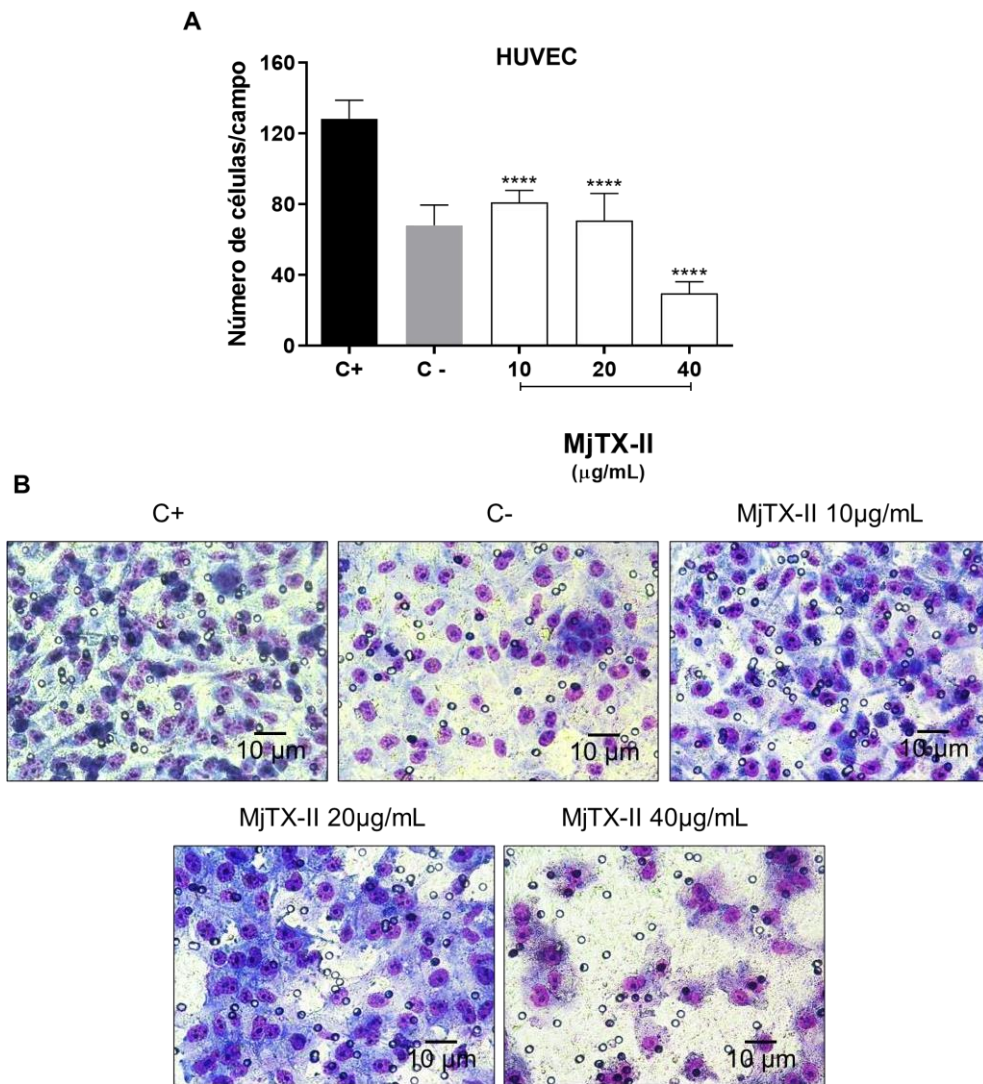 A
HUVEC
Número de células/campo
160
120
80
40
0
****
****
****
C+
C -
10
20
40
MjTX-II
(μg/mL)
B
C+
C-
MjTX-II 10µg/mL
10 µm
10 µm
10 µm
MjTX-II 20µg/mL
MjTX-II 40µg/mL
10 µm
10 µm